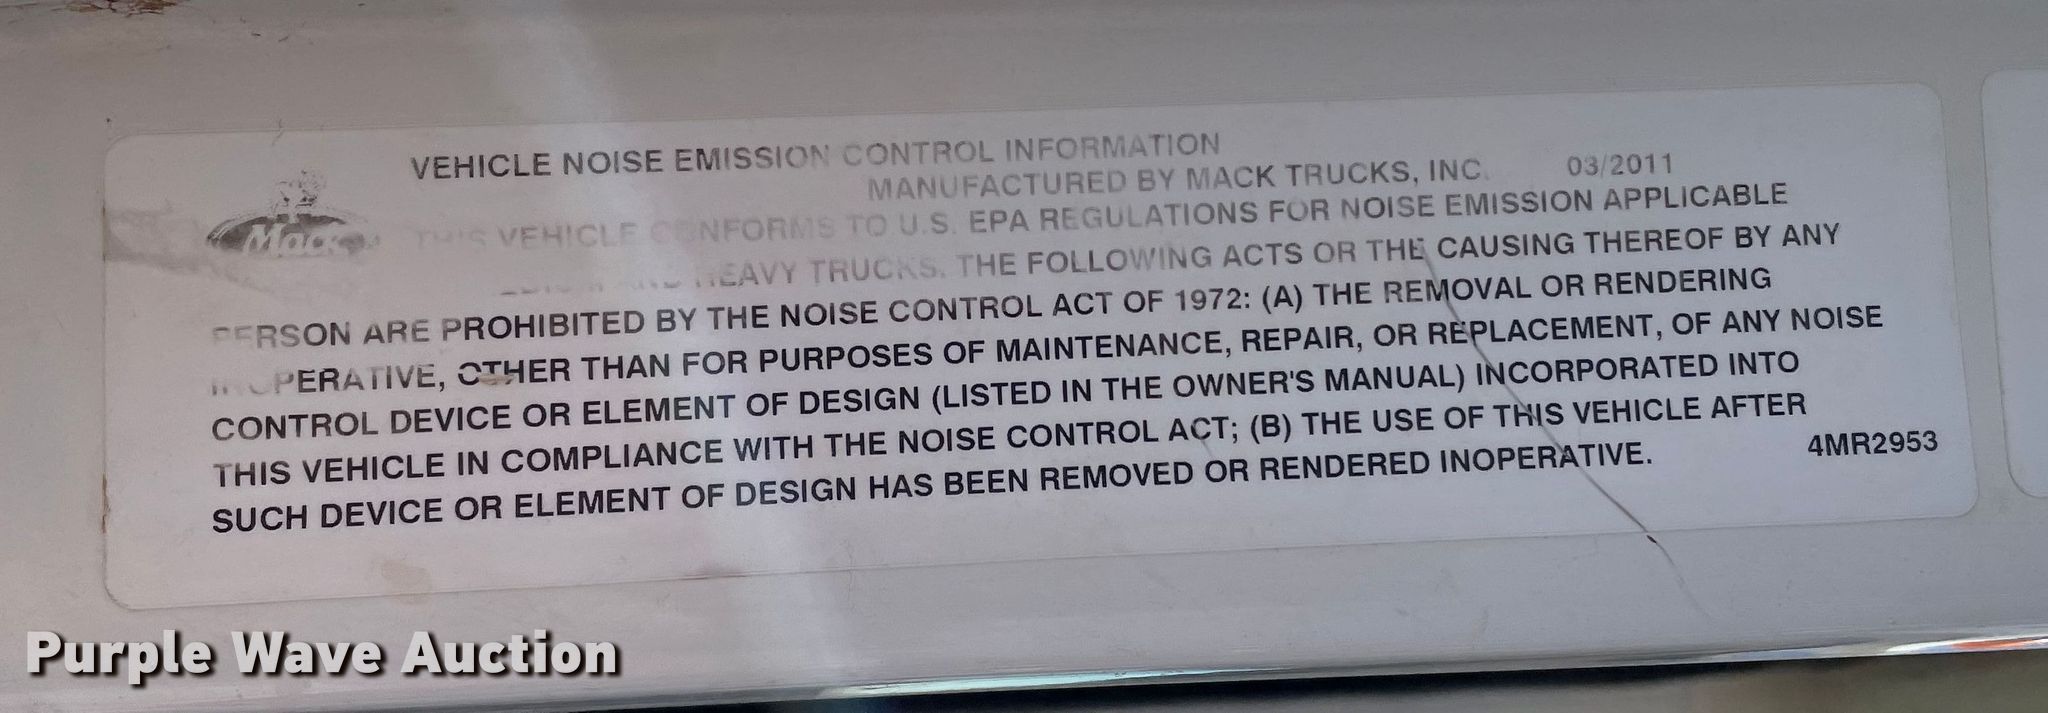 VEHICLE NOISE EMISSION CONTROL INFORMATION
MANUFACTURED BY MACK TRUCKS, INC. 03/2011
Mack
THIS VEHICLE CONFORMS TO U.S. EPA REGULATIONS FOR NOISE EMISSION APPLICABLE
AND HEAVY TRUCKS. THE FOLLOWING ACTS OR THE CAUSING THEREOF BY ANY
PERSON ARE PROHIBITED BY THE NOISE CONTROL ACT OF 1972: (A) THE REMOVAL OR RENDERING
INOPERATIVE, OTHER THAN FOR PURPOSES OF MAINTENANCE, REPAIR, OR REPLACEMENT, OF ANY NOISE
CONTROL DEVICE OR ELEMENT OF DESIGN (LISTED IN THE OWNER'S MANUAL) INCORPORATED INTO
THIS VEHICLE IN COMPLIANCE WITH THE NOISE CONTROL ACT; (B) THE USE OF THIS VEHICLE AFTER
SUCH DEVICE OR ELEMENT OF DESIGN HAS BEEN REMOVED OR RENDERED INOPERATIVE. 4MR2953
Purple Wave Auction